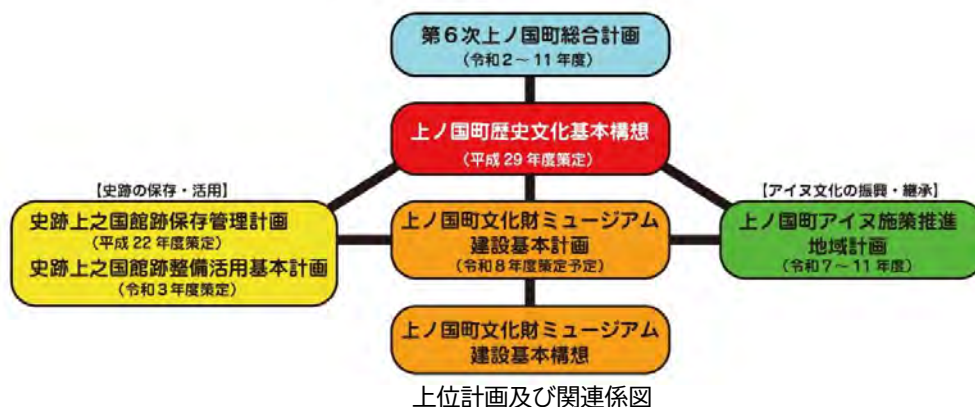 第6次上ノ国町総合計画
（令和2～11年度）
上ノ国町歴史文化基本構想
（平成29年度策定）
【史跡の保存・活用】
史跡上之国館跡保存管理計画
（平成22年度策定）
史跡上之国館跡整備活用基本計画
（令和3年度策定）
上ノ国町文化財ミュージアム
建設基本計画
（令和8年度策定予定）
【アイヌ文化の振興・継承】
上ノ国町アイヌ施策推進
地域計画
（令和7～11年度）
上ノ国町文化財ミュージアム
建設基本構想
上位計画及び関連係図